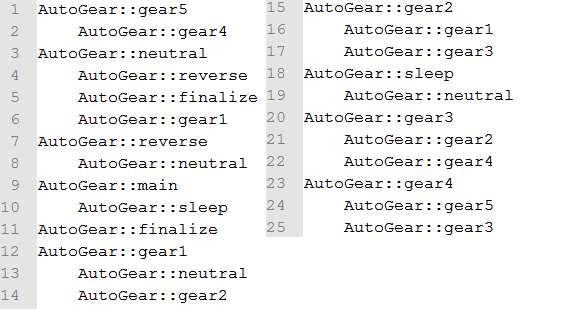 1 AutoGear::gear5
2 AutoGear::gear4
3 AutoGear::neutral
4 AutoGear::reverse
5 AutoGear::finalize
6 AutoGear::gear1
7 AutoGear::reverse
8 AutoGear::neutral
9 AutoGear::main
10 AutoGear::sleep
11 AutoGear::finalize
12 AutoGear::gear1
13 AutoGear::neutral
14 AutoGear::gear2
15 AutoGear::gear2
16 AutoGear::gear1
17 AutoGear::gear3
18 AutoGear::sleep
19 AutoGear::neutral
20 AutoGear::gear3
21 AutoGear::gear2
22 AutoGear::gear4
23 AutoGear::gear4
24 AutoGear::gear5
25 AutoGear::gear3